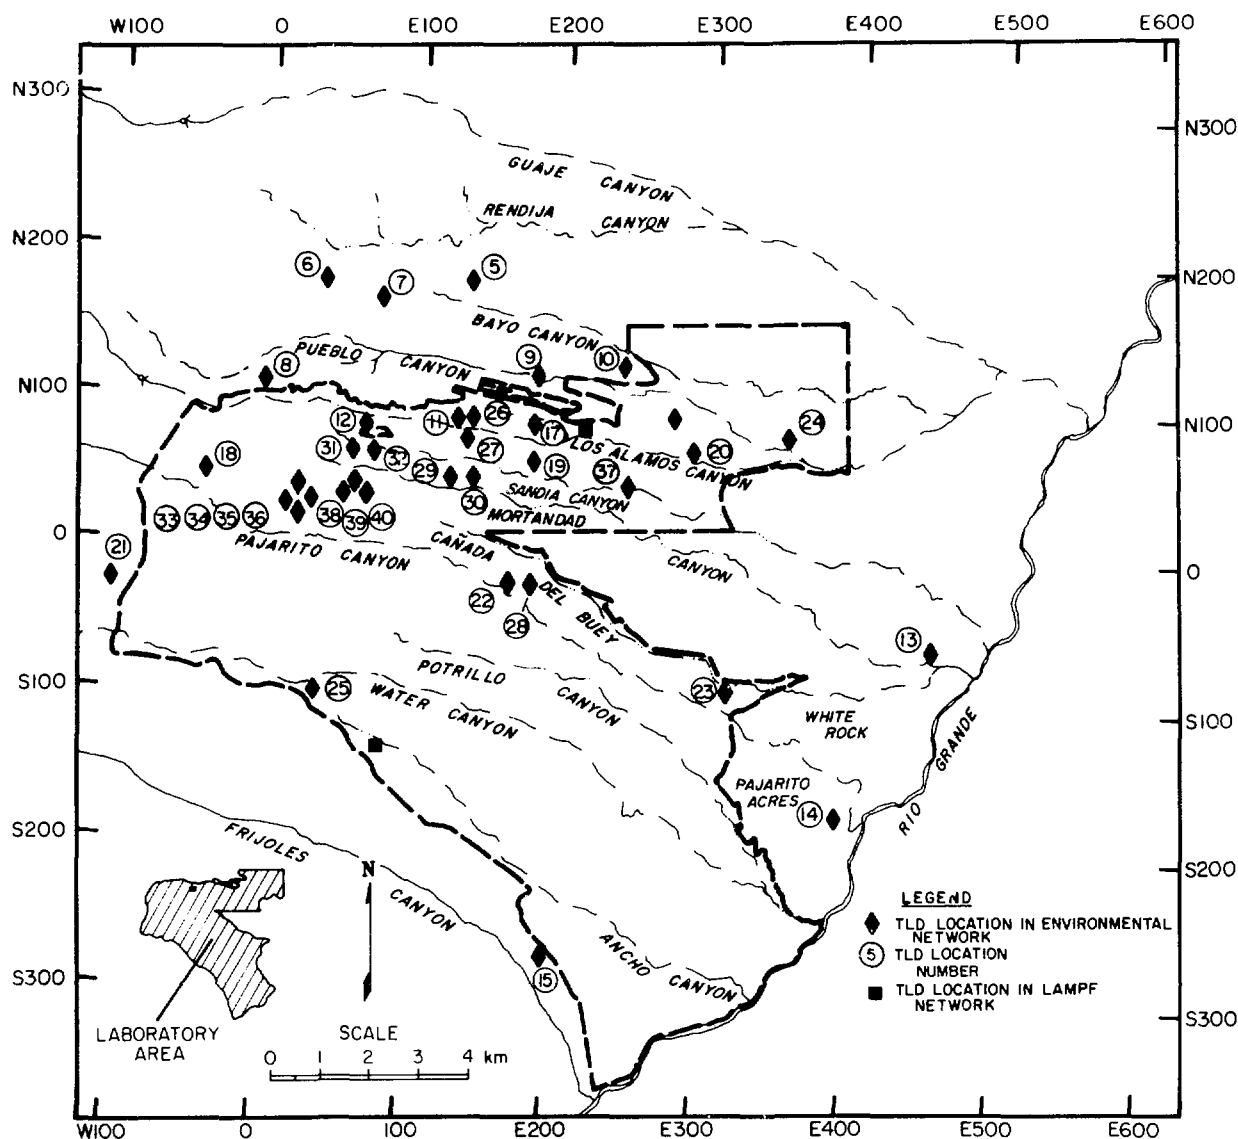 W100 0 E100 E200 E300 E400 E500 E600
N300
N300
GUAJE CANYON
RENDIJA CANYON
N200
N200
6
7
5
BAYO CANYON
PUEBLO CANYON
8
9
10
N100
N100
12
11
26
17
24
LOS ALAMOS CANYON
31
32
27
20
18
29
19
37
SANDIA CANYON
30
MORTANDAD CANYON
33 34 35 36 38 39 40
0
0
21
PAJARITO CANYON
CAÑADA DEL BUEY
22
28
13
POTRILLO CANYON
WATER CANYON
S100
S100
25
23
WHITE ROCK
RIO GRANDE
PAJARITO ACRES
14
S200
S200
FRIJOLES CANYON
N
ANCHO CANYON
15
S300
S300
LABORATORY
AREA
SCALE
0 1 2 3 4 km
LEGEND
TLD LOCATION IN ENVIRONMENTAL
NETWORK
5 TLD LOCATION
NUMBER
TLD LOCATION IN LAMPF
NETWORK
W100 0 100 E200 E300 E400 E500 E600